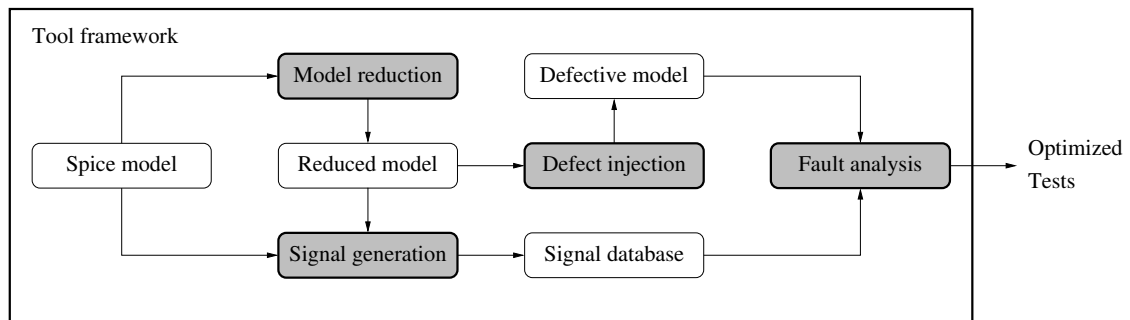 Tool framework
Model reduction
Defective model
Spice model
Reduced model
Defect injection
Fault analysis
Optimized
Tests
Signal generation
Signal database